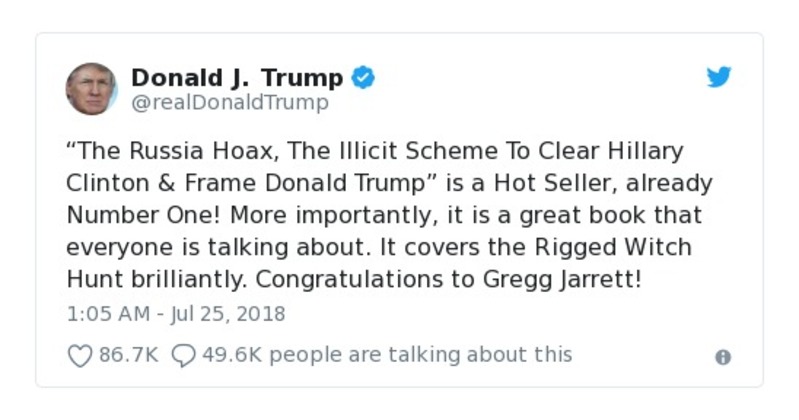 Donald J. Trump
@realDonaldTrump
“The Russia Hoax, The Illicit Scheme To Clear Hillary
Clinton & Frame Donald Trump” is a Hot Seller, already
Number One! More importantly, it is a great book that
everyone is talking about. It covers the Rigged Witch
Hunt brilliantly. Congratulations to Gregg Jarrett!
1:05 AM - Jul 25, 2018
86.7K 49.6K people are talking about this